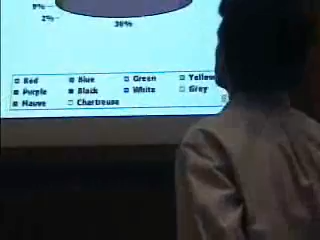 9%
2%
36%
Red Blue Green Yellow
Purple Black White Grey
Mauve Chartreuse